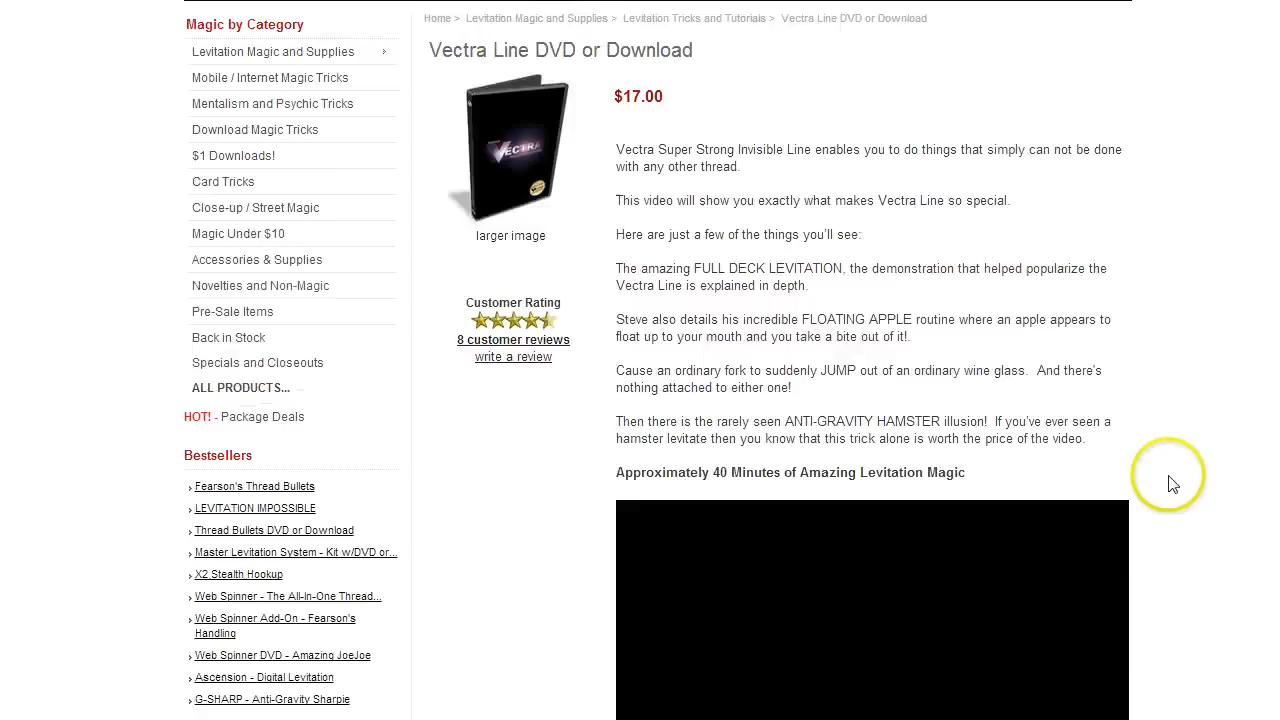 Magic by Category
Levitation Magic and Supplies
Mobile / Internet Magic Tricks
Mentalism and Psychic Tricks
Download Magic Tricks
$1 Downloads!
Card Tricks
Close-up / Street Magic
Magic Under $10
Accessories & Supplies
Novelties and Non-Magic
Pre-Sale Items
Back in Stock
Specials and Closeouts
ALL PRODUCTS...
HOT! - Package Deals
Bestsellers
Fearson's Thread Bullets
LEVITATION IMPOSSIBLE
Thread Bullets DVD or Download
Master Levitation System - Kit w/DVD or...
X2 Stealth Hookup
Web Spinner - The All-In-One Thread...
Web Spinner Add-On - Fearson's
Handling
Web Spinner DVD - Amazing JoeJoe
Ascension - Digital Levitation
G-SHARP - Anti-Gravity Sharpie
Home > Levitation Magic and Supplies > Levitation Tricks and Tutorials > Vectra Line DVD or Download
Vectra Line DVD or Download
VECTRA
larger image
Customer Rating
8 customer reviews
write a review
$17.00
Vectra Super Strong Invisible Line enables you to do things that simply can not be done
with any other thread.
This video will show you exactly what makes Vectra Line so special.
Here are just a few of the things you'll see:
The amazing FULL DECK LEVITATION, the demonstration that helped popularize the
Vectra Line is explained in depth.
Steve also details his incredible FLOATING APPLE routine where an apple appears to
float up to your mouth and you take a bite out of it!.
Cause an ordinary fork to suddenly JUMP out of an ordinary wine glass. And there's
nothing attached to either one!
Then there is the rarely seen ANTI-GRAVITY HAMSTER illusion! If you've ever seen a
hamster levitate then you know that this trick alone is worth the price of the video.
Approximately 40 Minutes of Amazing Levitation Magic